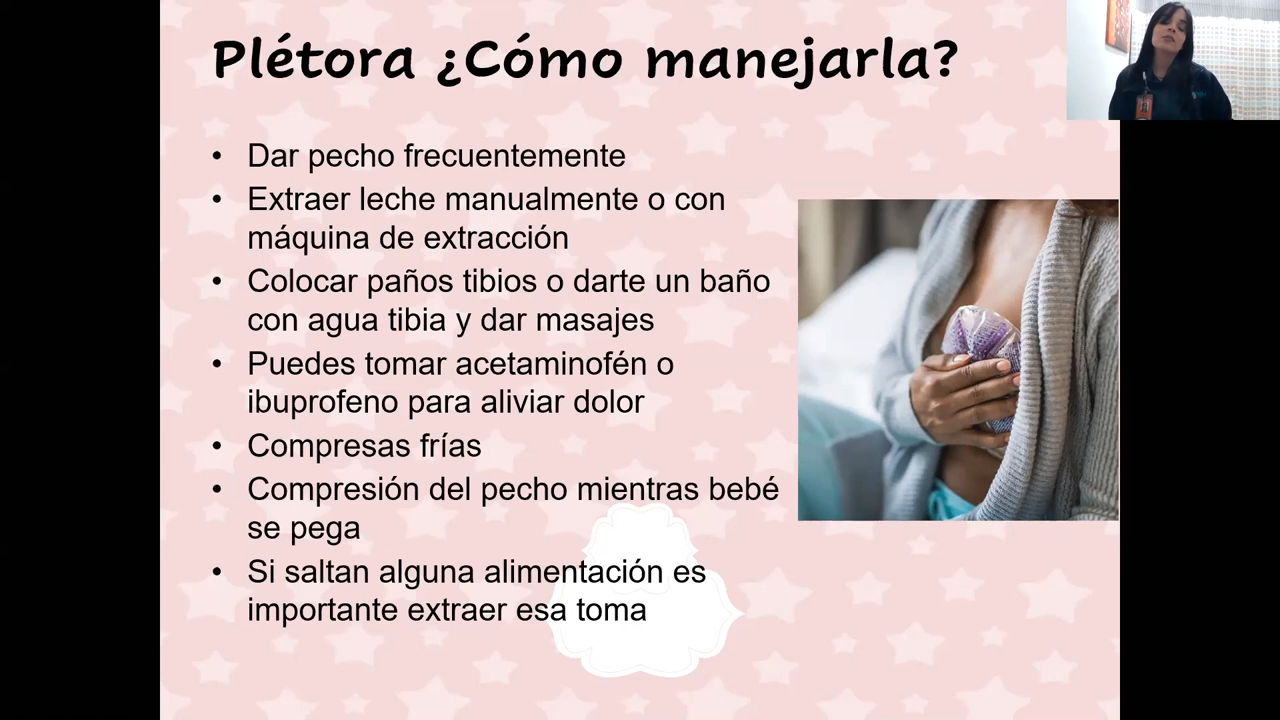 Plétora ¿Cómo manejarla?
• Dar pecho frecuentemente
• Extraer leche manualmente o con
máquina de extracción
• Colocar paños tibios o darte un baño
con agua tibia y dar masajes
• Puedes tomar acetaminofén o
ibuprofeno para aliviar dolor
• Compresas frías
• Compresión del pecho mientras bebé
se pega
• Si saltan alguna alimentación es
importante extraer esa toma